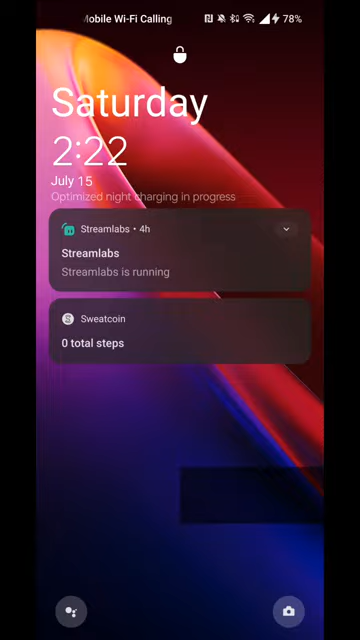 Mobile Wi-Fi Calling 78%
Saturday
2:22
July 15
Optimized night charging in progress
Streamlabs • 4h
Streamlabs
Streamlabs is running
Sweatcoin
0 total steps